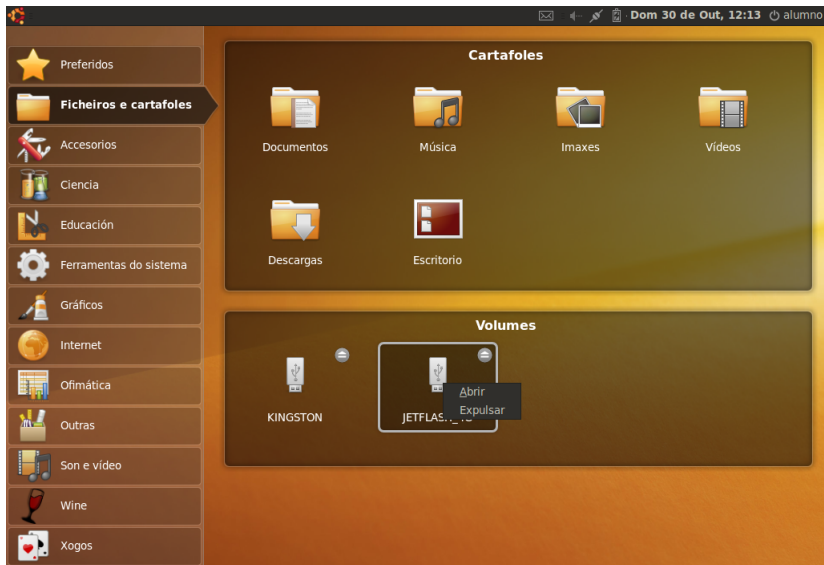 Dom 30 de Out, 12:13 alumno
Preferidos
Ficheiros e cartafoles
Accesorios
Ciencia
Educación
Ferramentas do sistema
Gráficos
Internet
Ofimática
Outras
Son e vídeo
Wine
Xogos
Cartafoles
Documentos
Música
Imaxes
Vídeos
Descargas
Escritorio
Volumes
KINGSTON
Abrir
Expulsar